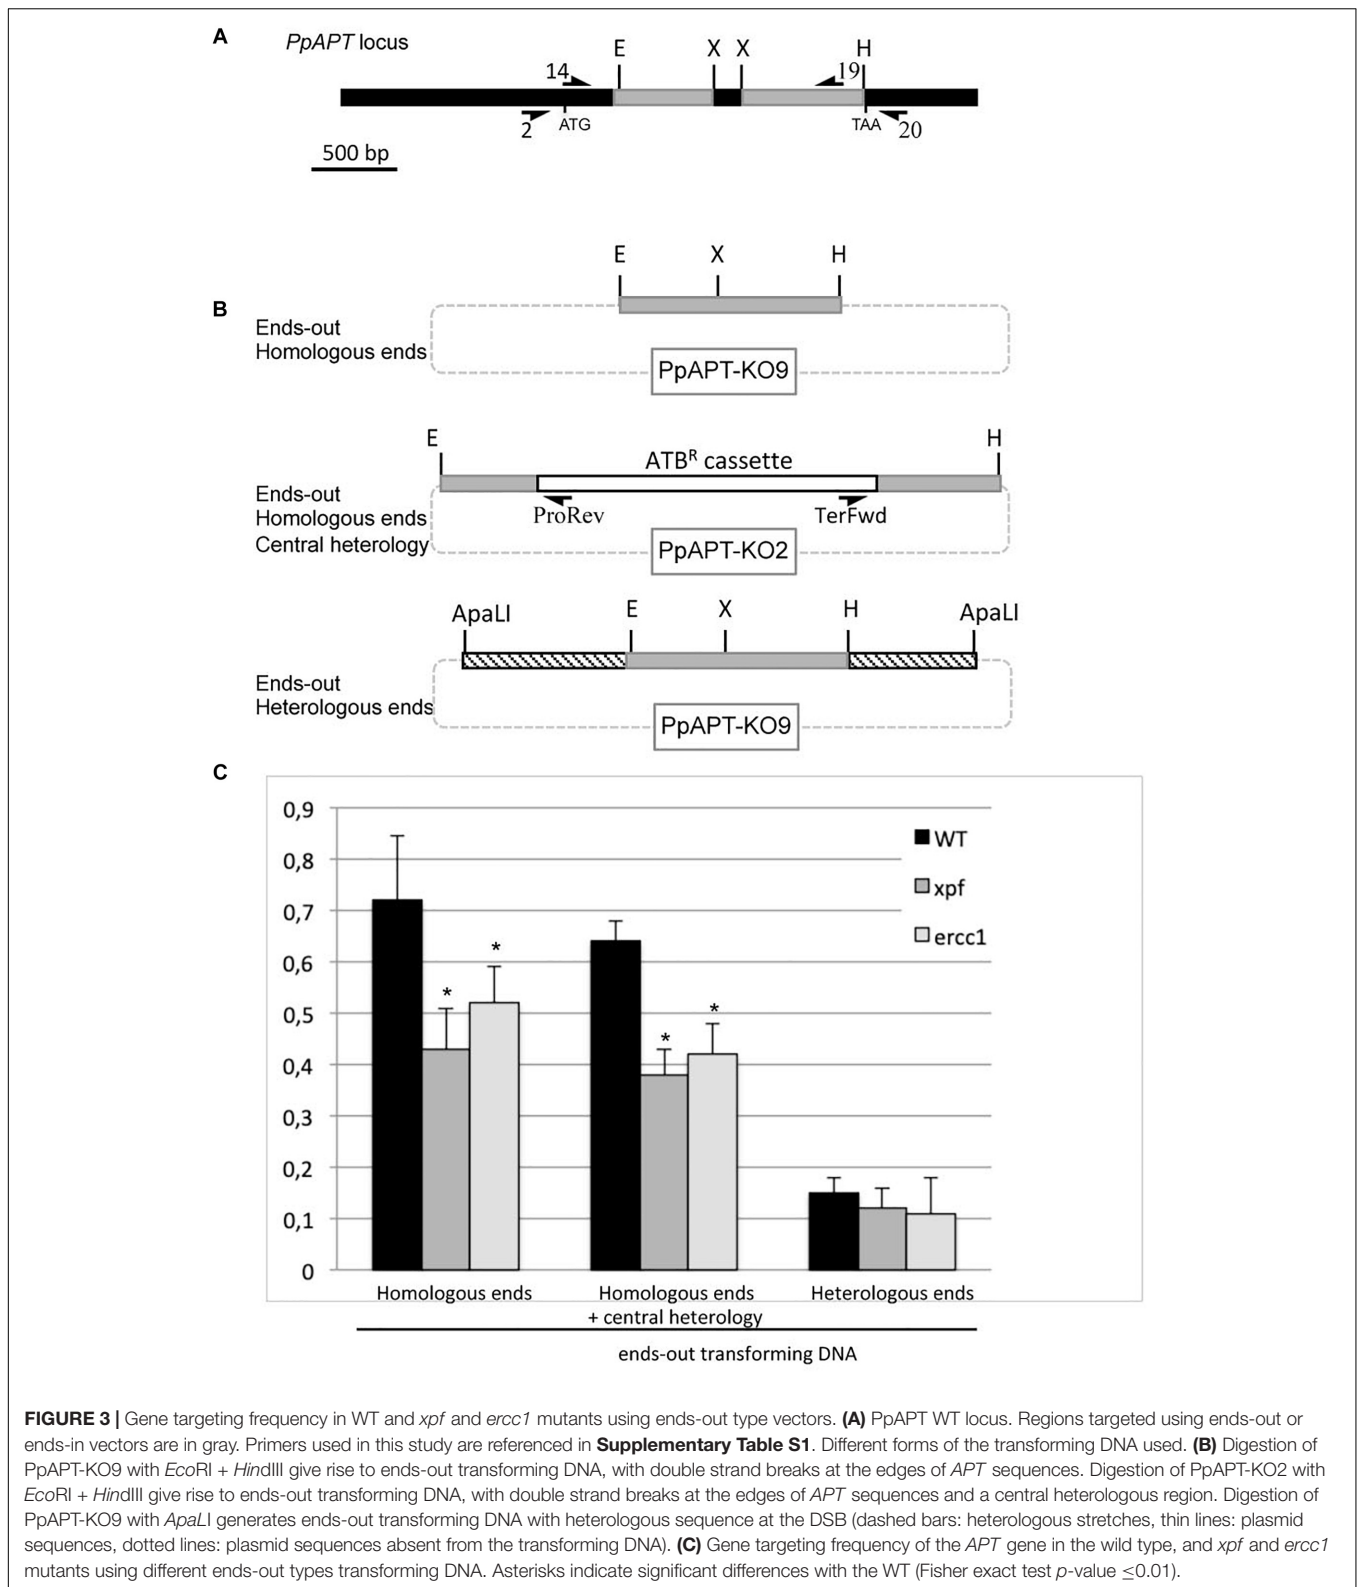 A
PpAPT locus
E X X H
14 19
2 ATG TAA 20
500 bp
E X H
B
Ends-out
Homologous ends
PpAPT-KO9
E H
ATBR cassette
Ends-out
Homologous ends
Central heterology
ProRev TerFwd
PpAPT-KO2
ApaLI E X H ApaLI
Ends-out
Heterologous ends
PpAPT-KO9
C
0,9
0,8
0,7
0,6
0,5
0,4
0,3
0,2
0,1
0
WT
xpf
ercc1
* *
* *
Homologous ends
Homologous ends
+ central heterology
Heterologous ends
ends-out transforming DNA
FIGURE 3 | Gene targeting frequency in WT and xpf and ercc1 mutants using ends-out type vectors. (A) PpAPT WT locus. Regions targeted using ends-out or
ends-in vectors are in gray. Primers used in this study are referenced in Supplementary Table S1. Different forms of the transforming DNA used. (B) Digestion of
PpAPT-KO9 with EcoRI + HindIII give rise to ends-out transforming DNA, with double strand breaks at the edges of APT sequences. Digestion of PpAPT-KO2 with
EcoRI + HindIII give rise to ends-out transforming DNA, with double strand breaks at the edges of APT sequences and a central heterologous region. Digestion of
PpAPT-KO9 with ApaLI generates ends-out transforming DNA with heterologous sequence at the DSB (dashed bars: heterologous stretches, thin lines: plasmid
sequences, dotted lines: plasmid sequences absent from the transforming DNA). (C) Gene targeting frequency of the APT gene in the wild type, and xpf and ercc1
mutants using different ends-out types transforming DNA. Asterisks indicate significant differences with the WT (Fisher exact test p-value ≤0.01).